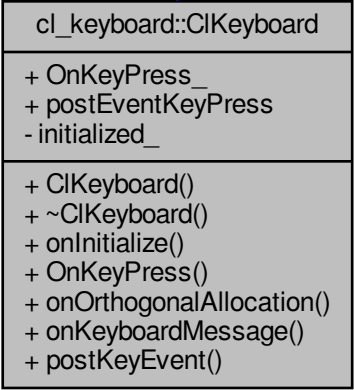 cl_keyboard::ClKeyboard
+ OnKeyPress_
+ postEventKeyPress
- initialized_
+ ClKeyboard()
+ ~ClKeyboard()
+ onInitialize()
+ OnKeyPress()
+ onOrthogonalAllocation()
+ onKeyboardMessage()
+ postKeyEvent()